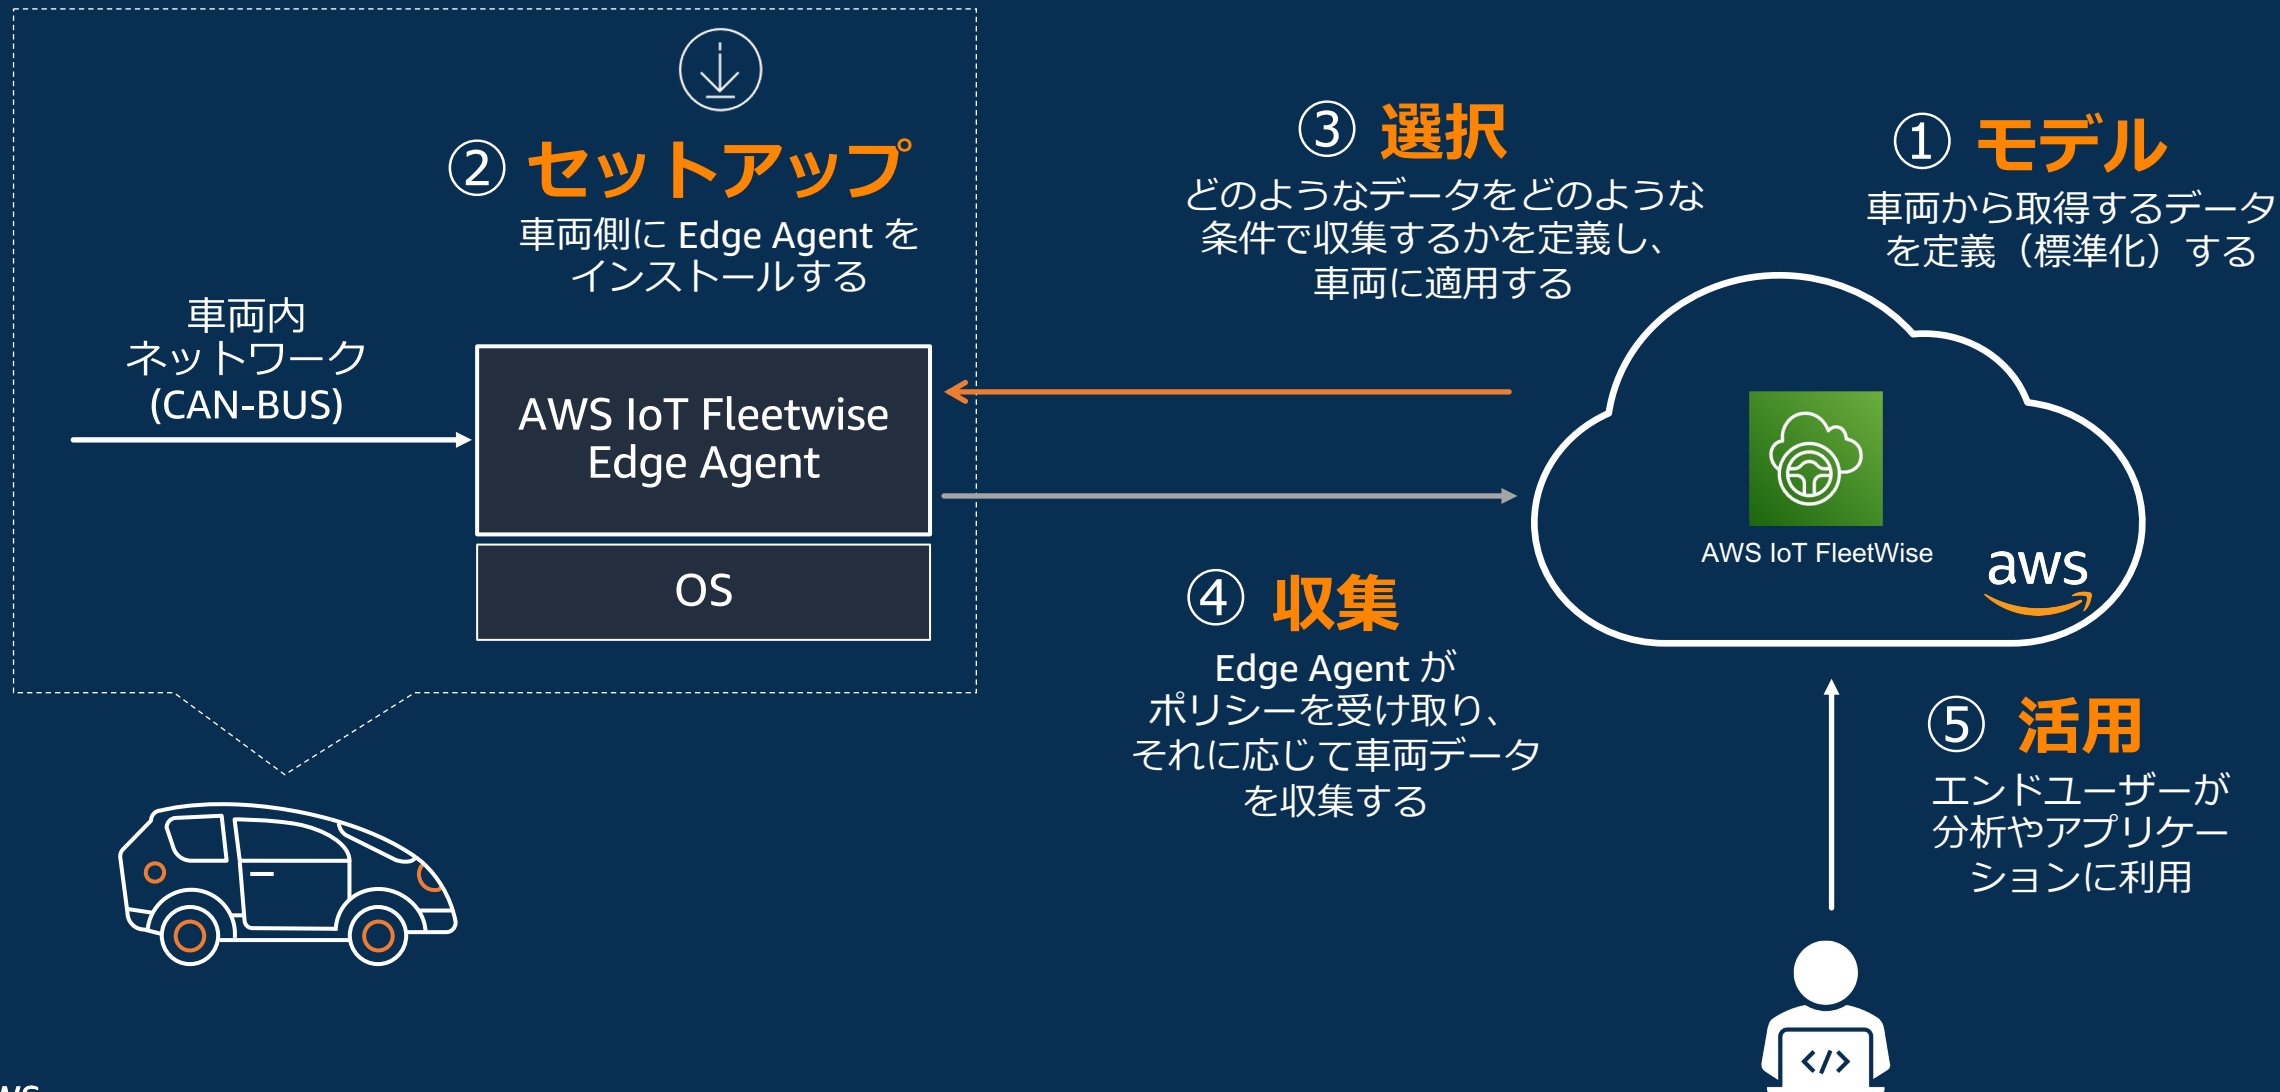 ② セットアップ
車両側に Edge Agent を
インストールする
車両内
ネットワーク
(CAN-BUS)
AWS IoT Fleetwise
Edge Agent
OS
③ 選択
どのようなデータをどのような
条件で収集するかを定義し、
車両に適用する
① モデル
車両から取得するデータ
を定義（標準化）する
AWS IoT FleetWise
aws
④ 収集
Edge Agent が
ポリシーを受け取り、
それに応じて車両データ
を収集する
⑤ 活用
エンドユーザーが
分析やアプリケー
ションに利用
</>